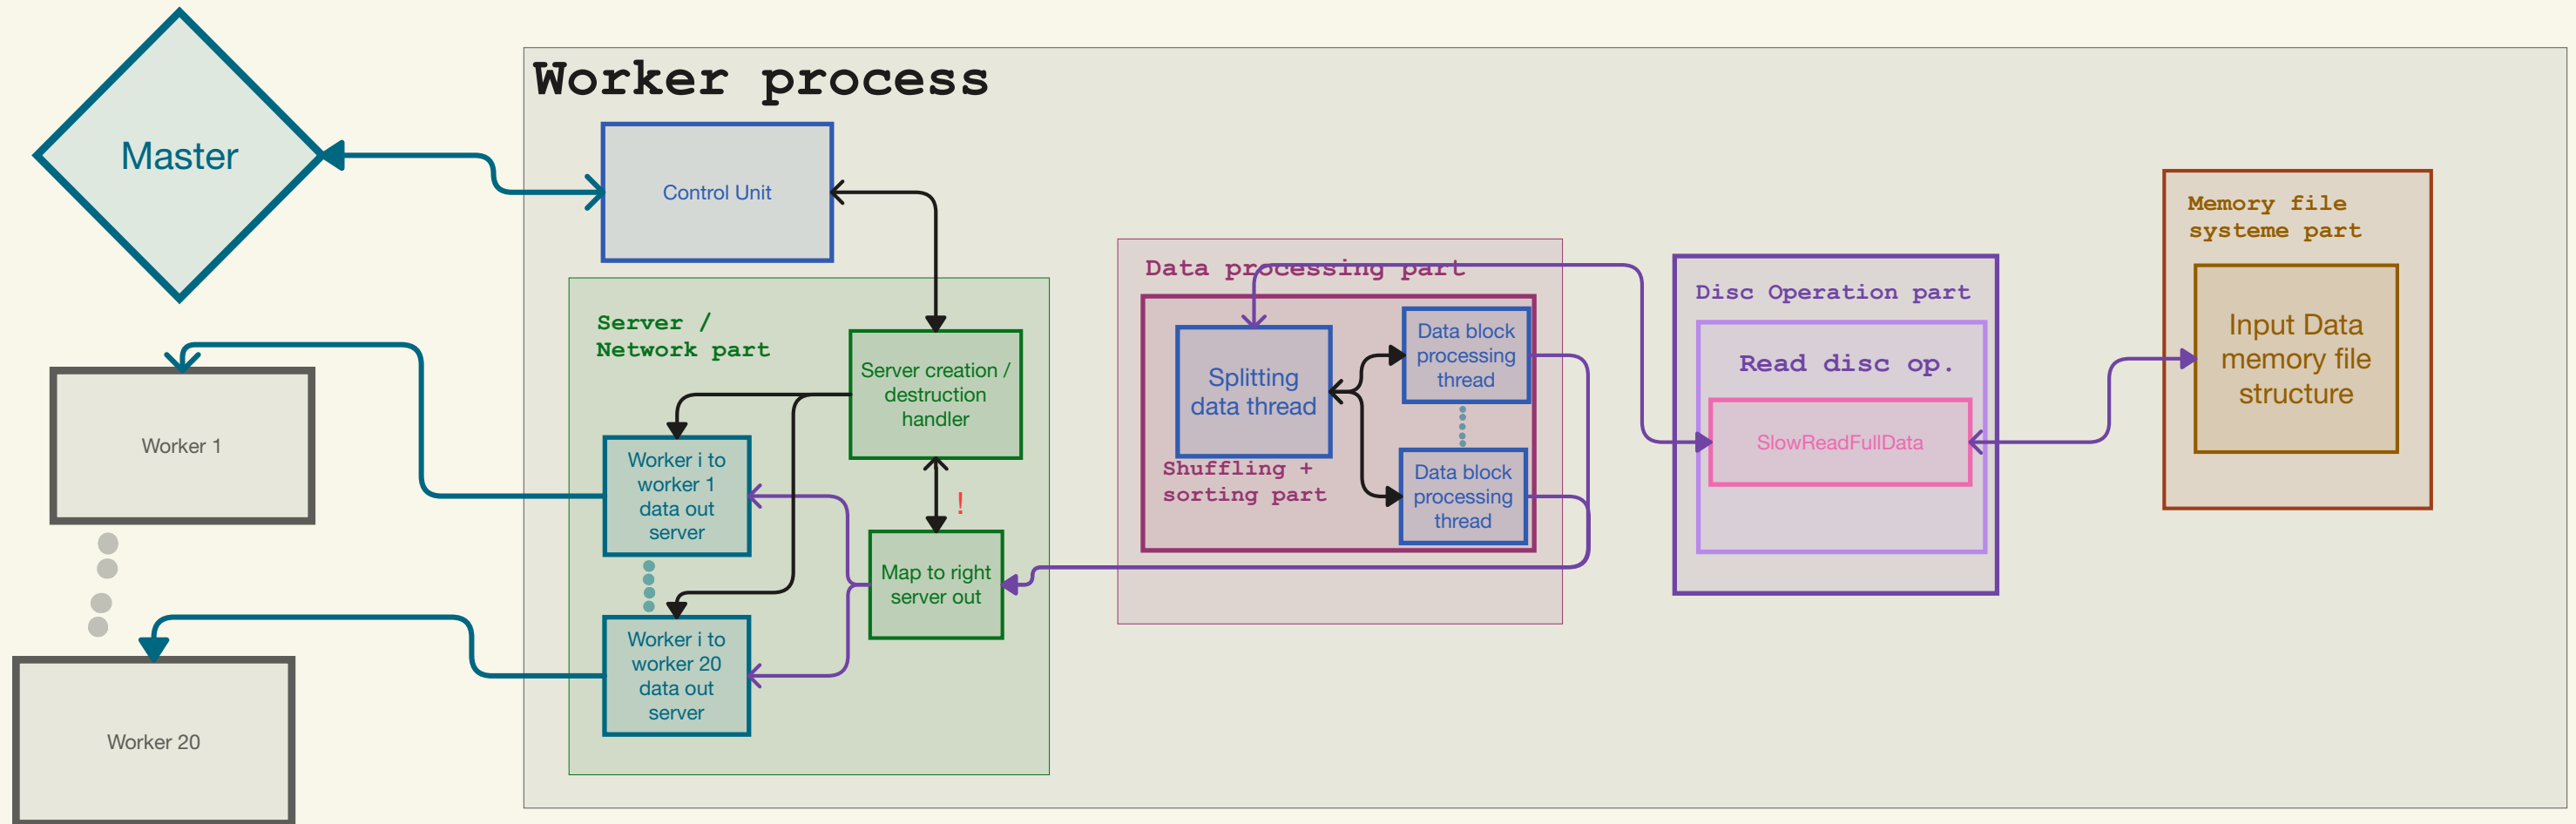 Worker process
Master
Control Unit
Server /
Network part
Server creation /
destruction
handler
Worker i to
worker 1
data out
server
!
Map to right
server out
Worker i to
worker 20
data out
server
Worker 1
Worker 20
Data processing part
Splitting
data thread
Data block
processing
thread
Shuffling +
sorting part
Data block
processing
thread
Disc Operation part
Read disc op.
SlowReadFullData
Memory file
systeme part
Input Data
memory file
structure